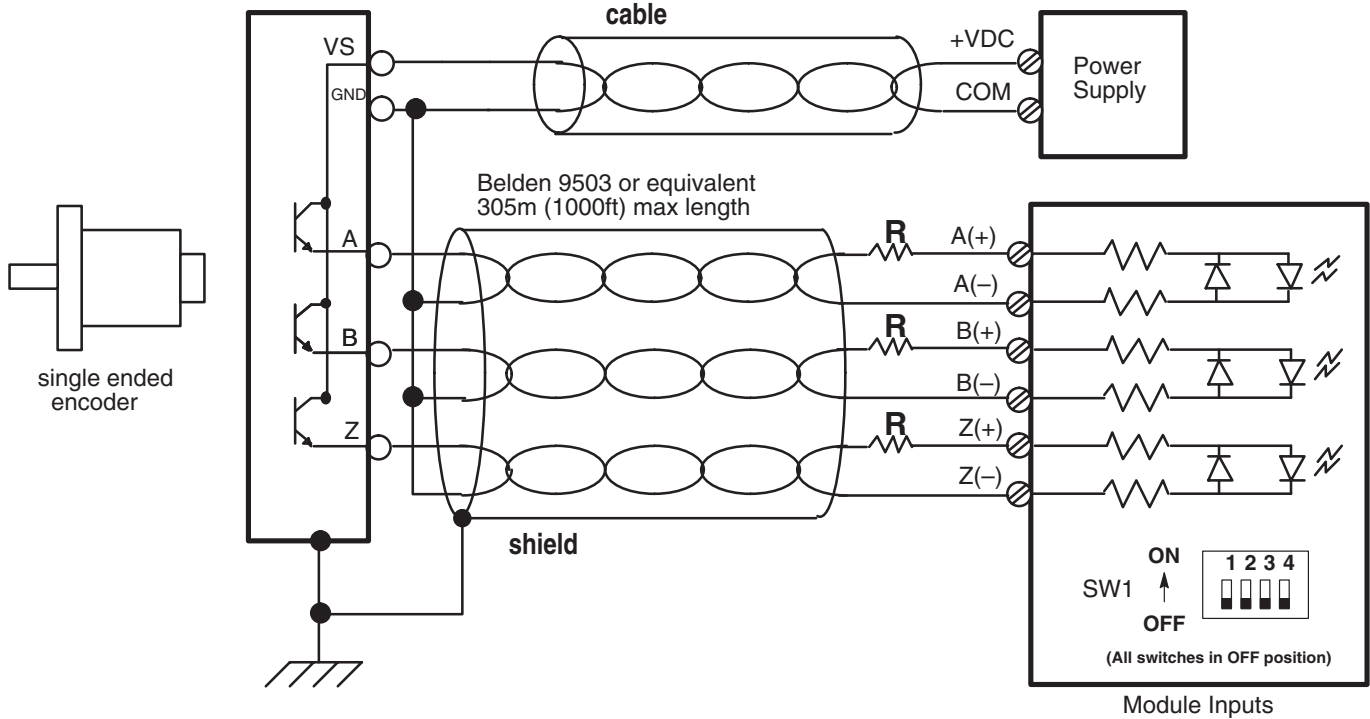 cable
VS
+VDC
GND
COM
Power
Supply
Belden 9503 or equivalent
305m (1000ft) max length
A
R
A(+)
A(–)
B
R
B(+)
B(–)
Z
R
Z(+)
Z(–)
single ended
encoder
shield
ON
SW1
OFF
1 2 3 4
(All switches in OFF position)
Module Inputs